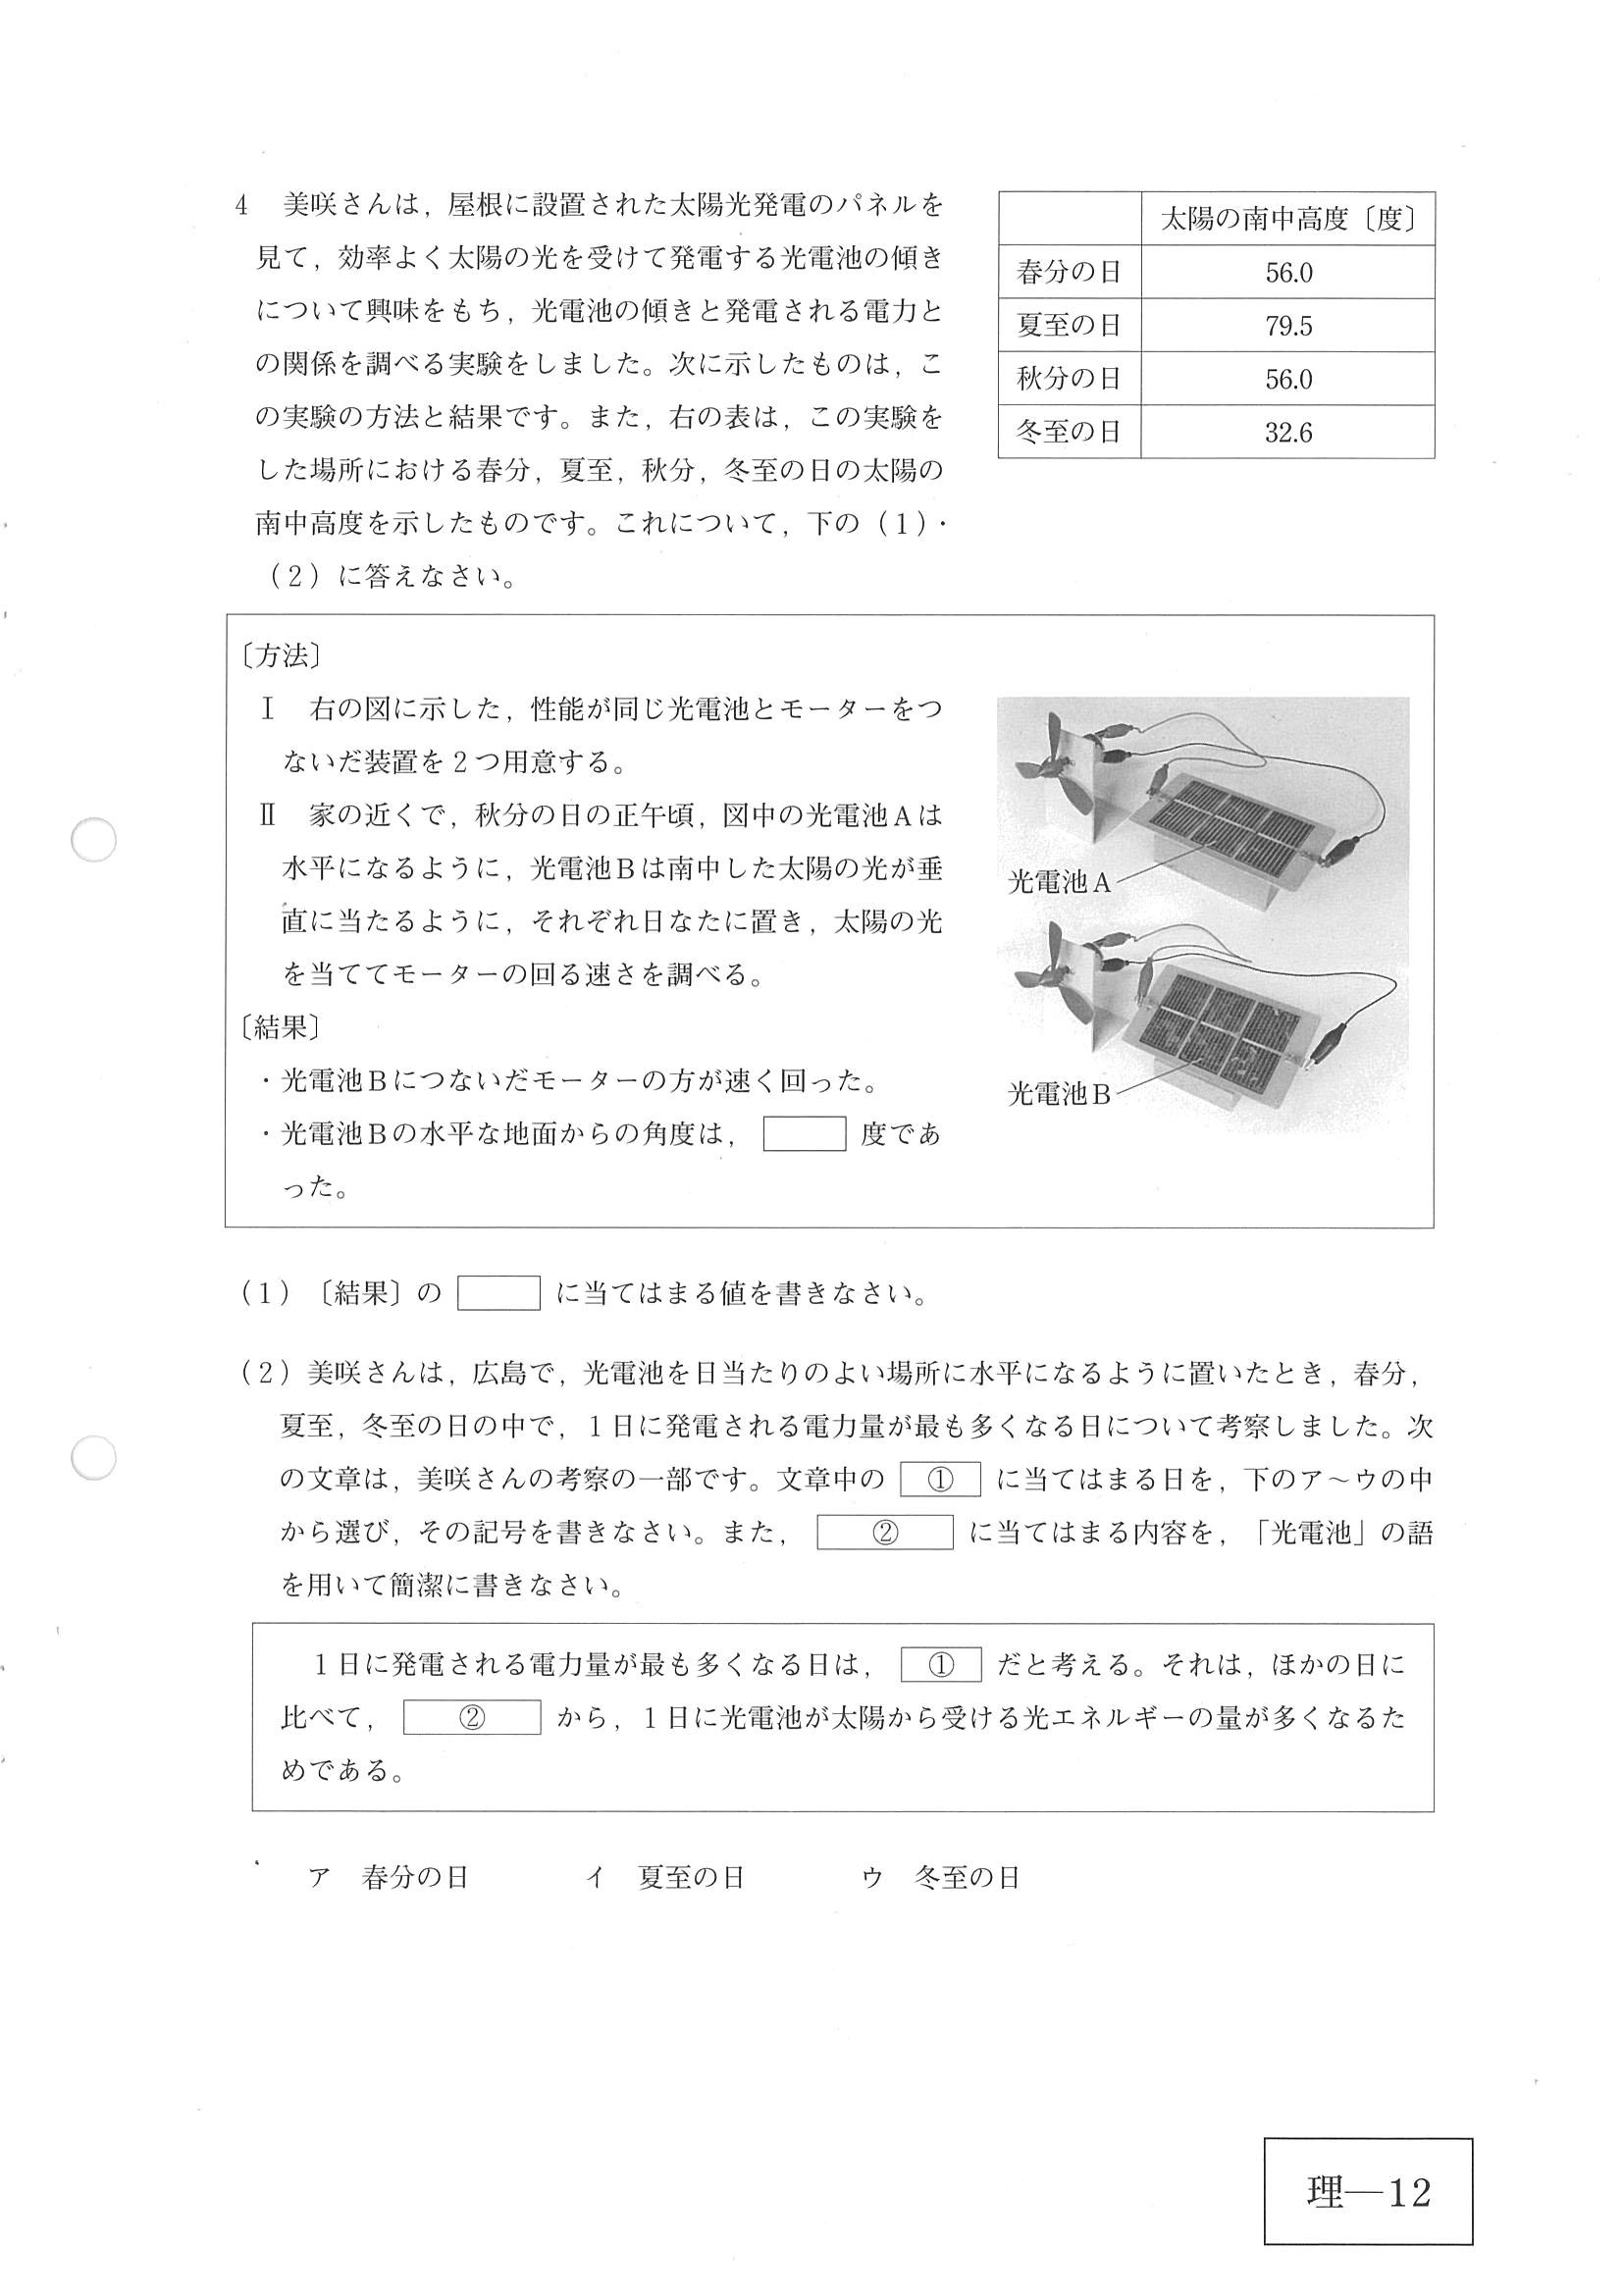 4　美咲さんは，屋根に設置された太陽光発電のパネルを
見て，効率よく太陽の光を受けて発電する光電池の傾き
について興味をもち，光電池の傾きと発電される電力と
の関係を調べる実験をしました。次に示したものは，こ
の実験の方法と結果です。また，右の表は，この実験を
した場所における春分，夏至，秋分，冬至の日の太陽の
南中高度を示したものです。これについて，下の（1）・
（2）に答えなさい。
太陽の南中高度〔度〕
春分の日　56.0
夏至の日　79.5
秋分の日　56.0
冬至の日　32.6
〔方法〕
Ⅰ　右の図に示した，性能が同じ光電池とモーターをつ
ないだ装置を2つ用意する。
Ⅱ　家の近くで，秋分の日の正午頃，図中の光電池Aは
水平になるように，光電池Bは南中した太陽の光が垂
直に当たるように，それぞれ日なたに置き，太陽の光
を当ててモーターの回る速さを調べる。
〔結果〕
・光電池Bにつないだモーターの方が速く回った。
・光電池Bの水平な地面からの角度は，　　度であ
った。
光電池A
光電池B
（1）〔結果〕の　　に当てはまる値を書きなさい。
（2）美咲さんは，広島で，光電池を日当たりのよい場所に水平になるように置いたとき，春分，
夏至，冬至の日の中で，1日に発電される電力量が最も多くなる日について考察しました。次
の文章は，美咲さんの考察の一部です。文章中の ① に当てはまる日を，下のア～ウの中
から選び，その記号を書きなさい。また， ② に当てはまる内容を，「光電池」の語
を用いて簡潔に書きなさい。
1日に発電される電力量が最も多くなる日は， ① だと考える。それは，ほかの日に
比べて， ② から，1日に光電池が太陽から受ける光エネルギーの量が多くなるた
めである。
ア　春分の日　イ　夏至の日　ウ　冬至の日
理―12